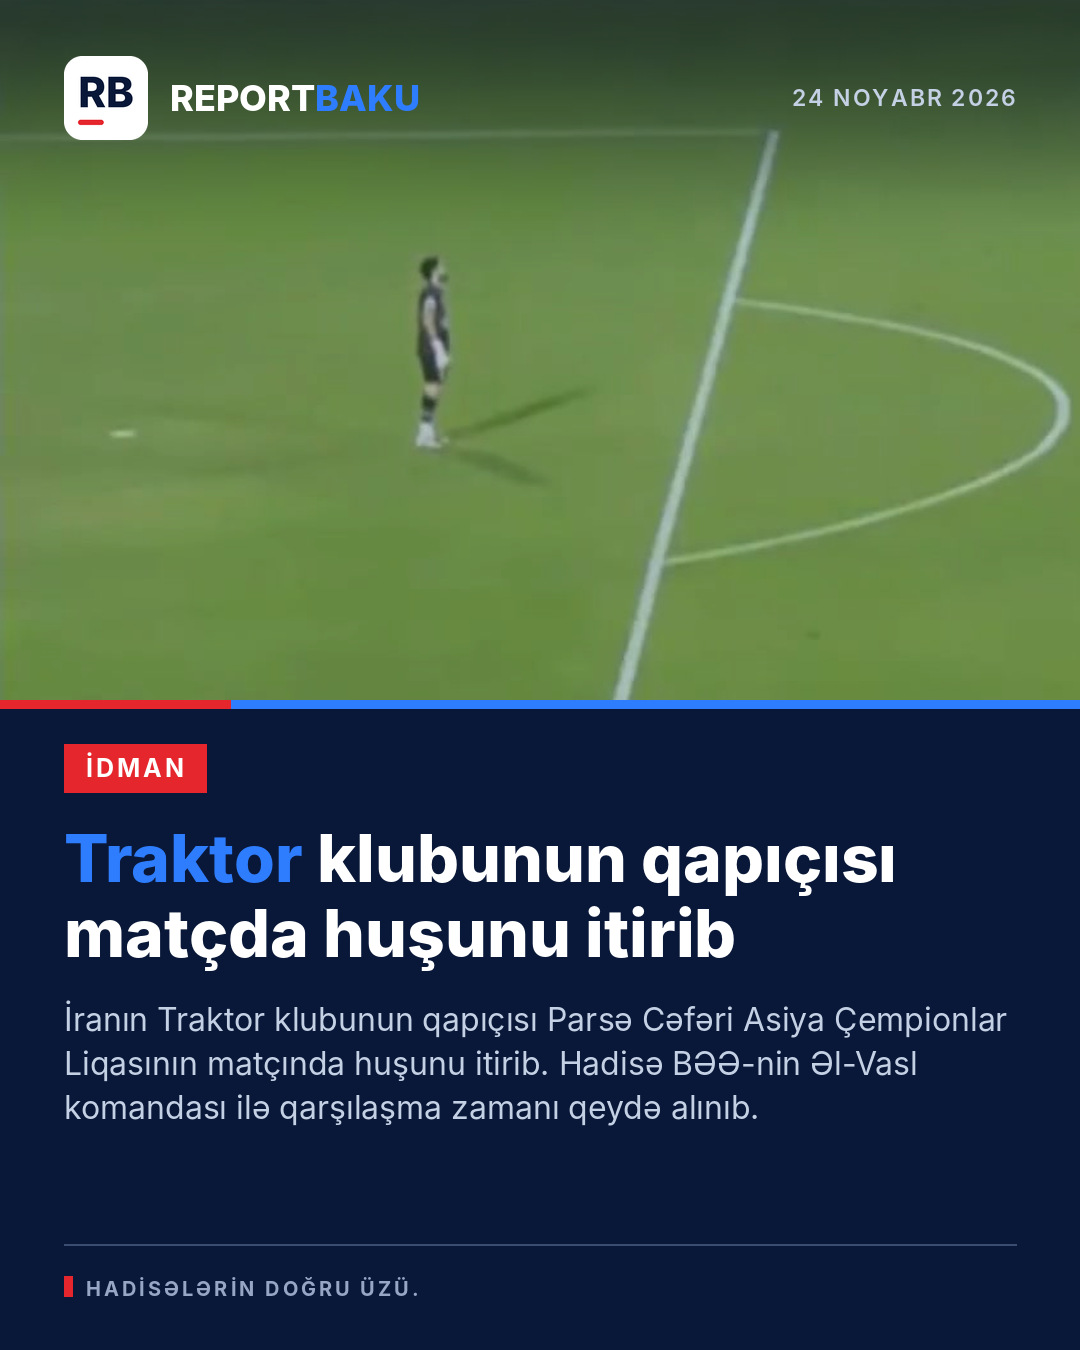 RB
REPORTBAKU
24 NOYABR 2026
İDMAN
Traktor klubunun qapıçısı
matçda huşunu itirib
İranın Traktor klubunun qapıçısı Parsə Cəfəri Asiya Çempionlar
Liqasının matçında huşunu itirib. Hadisə BƏƏ-nin Əl-Vasl
komandası ilə qarşılaşma zamanı qeydə alınıb.
HADİSƏLƏRİN DOĞRU ÜZÜ.